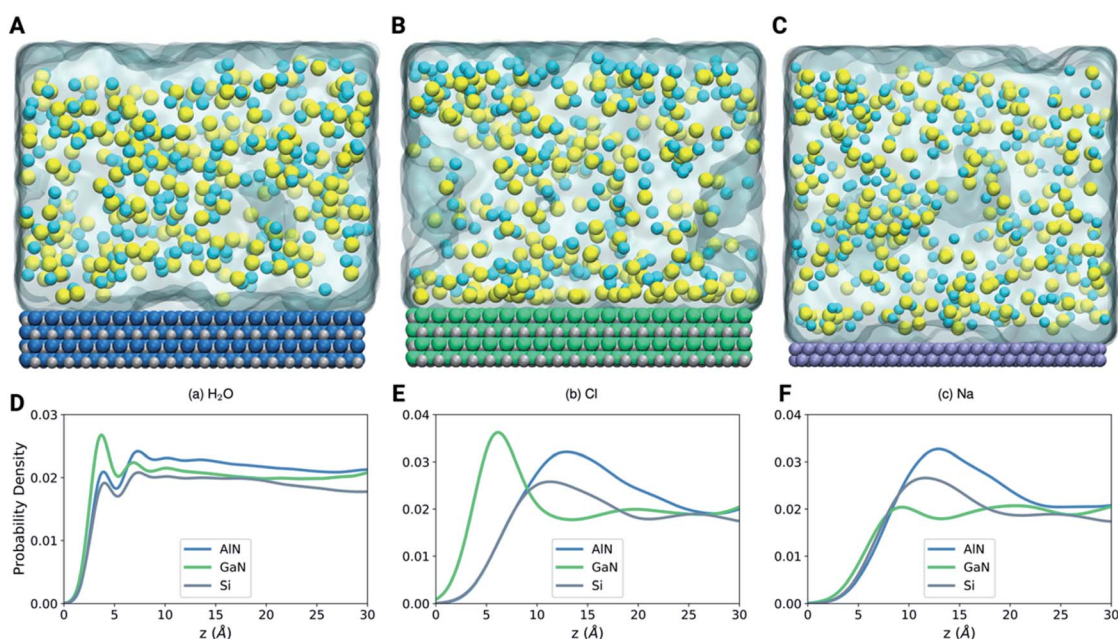 A
B
C
D
(a) H₂O
0.03
0.02
0.01
0.00
Probability Density
AlN
GaN
Si
0 5 10 15 20 25 30
z (Å)
E
(b) Cl
0.04
0.03
0.02
0.01
0.00
AlN
GaN
Si
0 5 10 15 20 25 30
z (Å)
F
(c) Na
0.04
0.03
0.02
0.01
0.00
AlN
GaN
Si
0 5 10 15 20 25 30
z (Å)